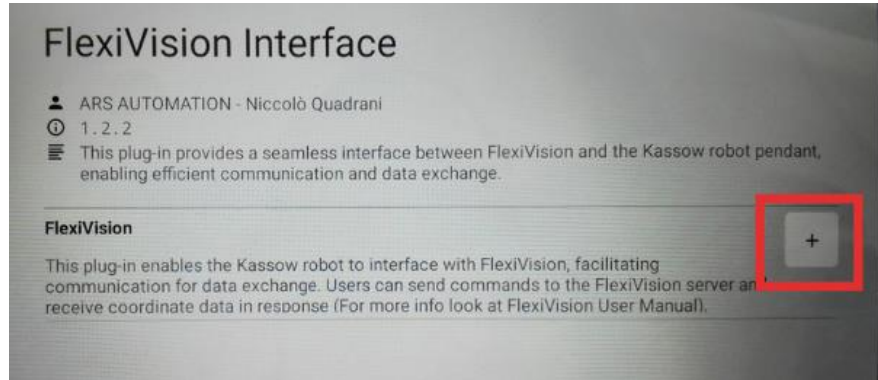 FlexiVision Interface
ARS AUTOMATION - Niccolò Quadrani
1.2.2
This plug-in provides a seamless interface between FlexiVision and the Kassow robot pendant,
enabling efficient communication and data exchange.
FlexiVision
+
This plug-in enables the Kassow robot to interface with FlexiVision, facilitating
communication for data exchange. Users can send commands to the FlexiVision server and
receive coordinate data in response (For more info look at FlexiVision User Manual).